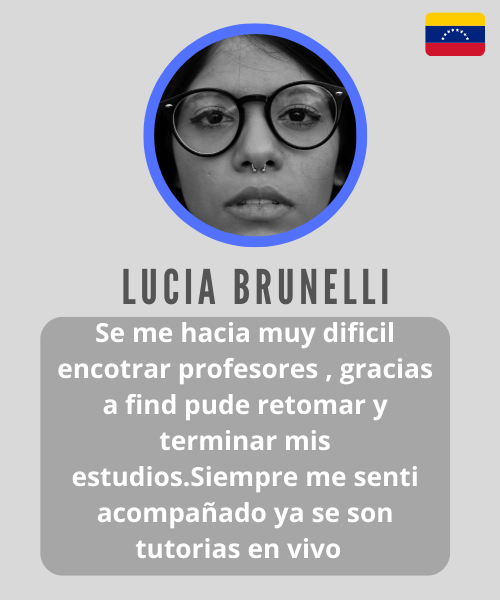 LUCIA BRUNELLI
Se me hacia muy dificil
encotrar profesores , gracias
a find pude retomar y
terminar mis
estudios.Siempre me senti
acompañado ya se son
tutorias en vivo